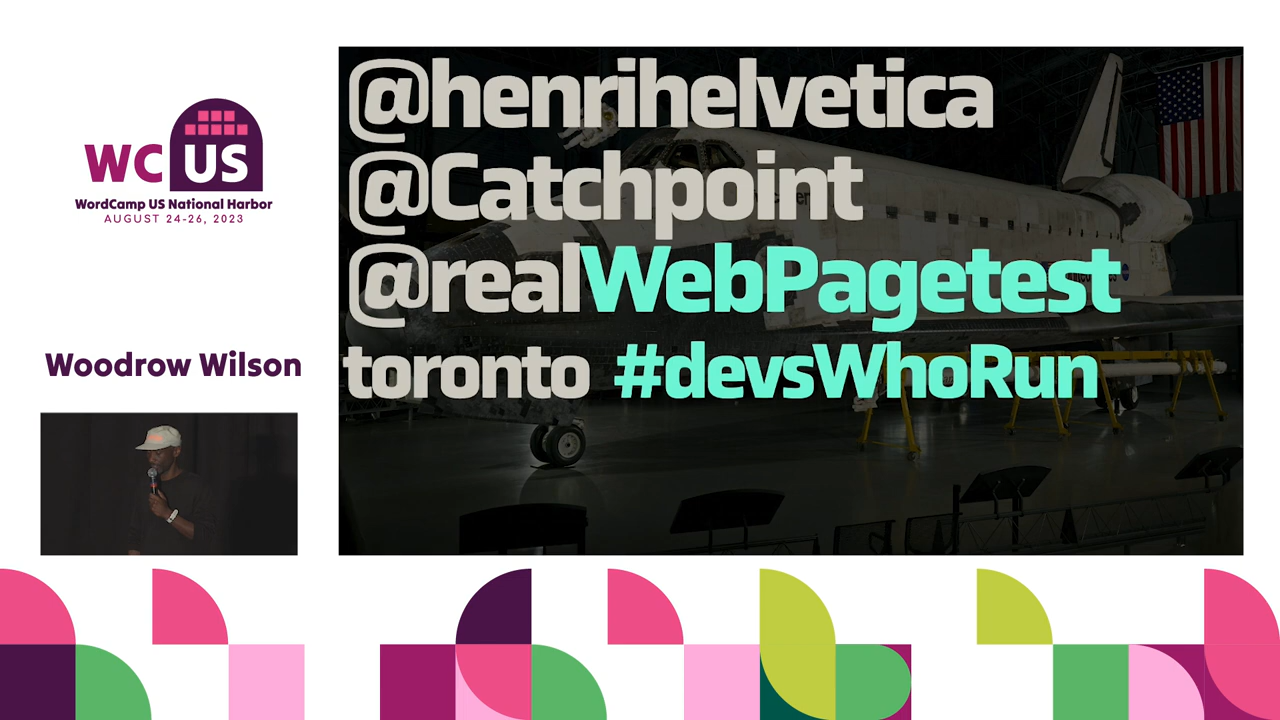 WC US
WordCamp US National Harbor
AUGUST 24-26, 2023
Woodrow Wilson
@henrihelvetica
@Catchpoint
@realWebPagetest
toronto #devsWhoRun